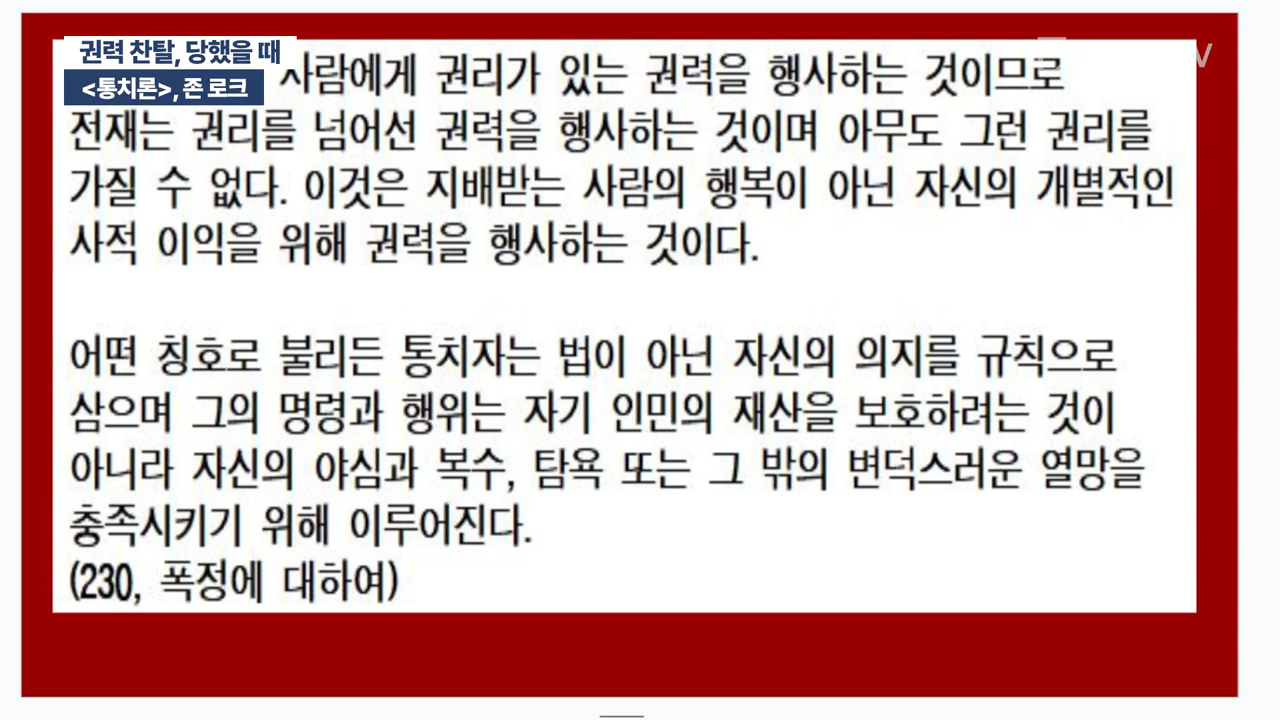 권력 찬탈, 당했을 때
<통치론>, 존 로크
사람에게 권리가 있는 권력을 행사하는 것이므로
전재는 권리를 넘어선 권력을 행사하는 것이며 아무도 그런 권리를
가질 수 없다. 이것은 지배받는 사람의 행복이 아닌 자신의 개별적인
사적 이익을 위해 권력을 행사하는 것이다.
어떤 칭호로 불리든 통치자는 법이 아닌 자신의 의지를 규칙으로
삼으며 그의 명령과 행위는 자기 인민의 재산을 보호하려는 것이
아니라 자신의 야심과 복수, 탐욕 또는 그 밖의 변덕스러운 열망을
충족시키기 위해 이루어진다.
(230, 폭정에 대하여)